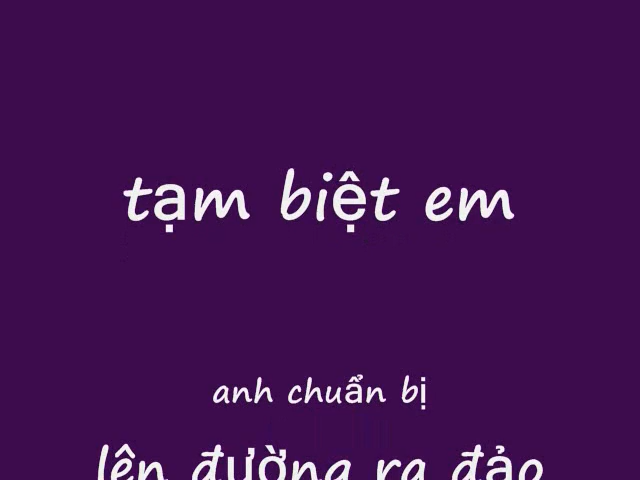 tạm biệt em
anh chuẩn bị
lên đường ra đảo